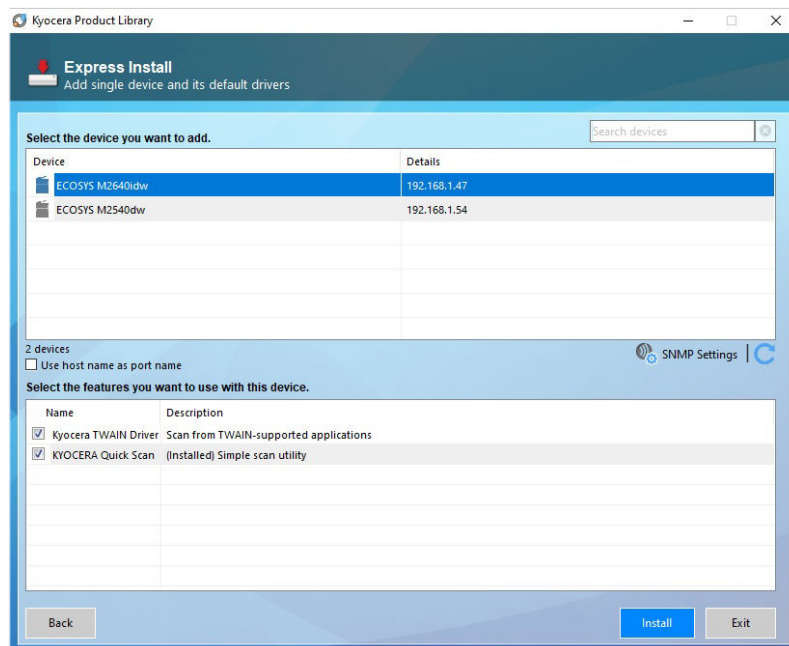 Kyocera Product Library
Express Install
Add single device and its default drivers
Select the device you want to add.
Search devices
Device Details
ECOSYS M2640idw 192.168.1.47
ECOSYS M2540dw 192.168.1.54
2 devices
SNMP Settings
Use host name as port name
Select the features you want to use with this device.
Name Description
Kyocera TWAIN Driver Scan from TWAIN-supported applications
KYOCERA Quick Scan (Installed) Simple scan utility
Back Install Exit